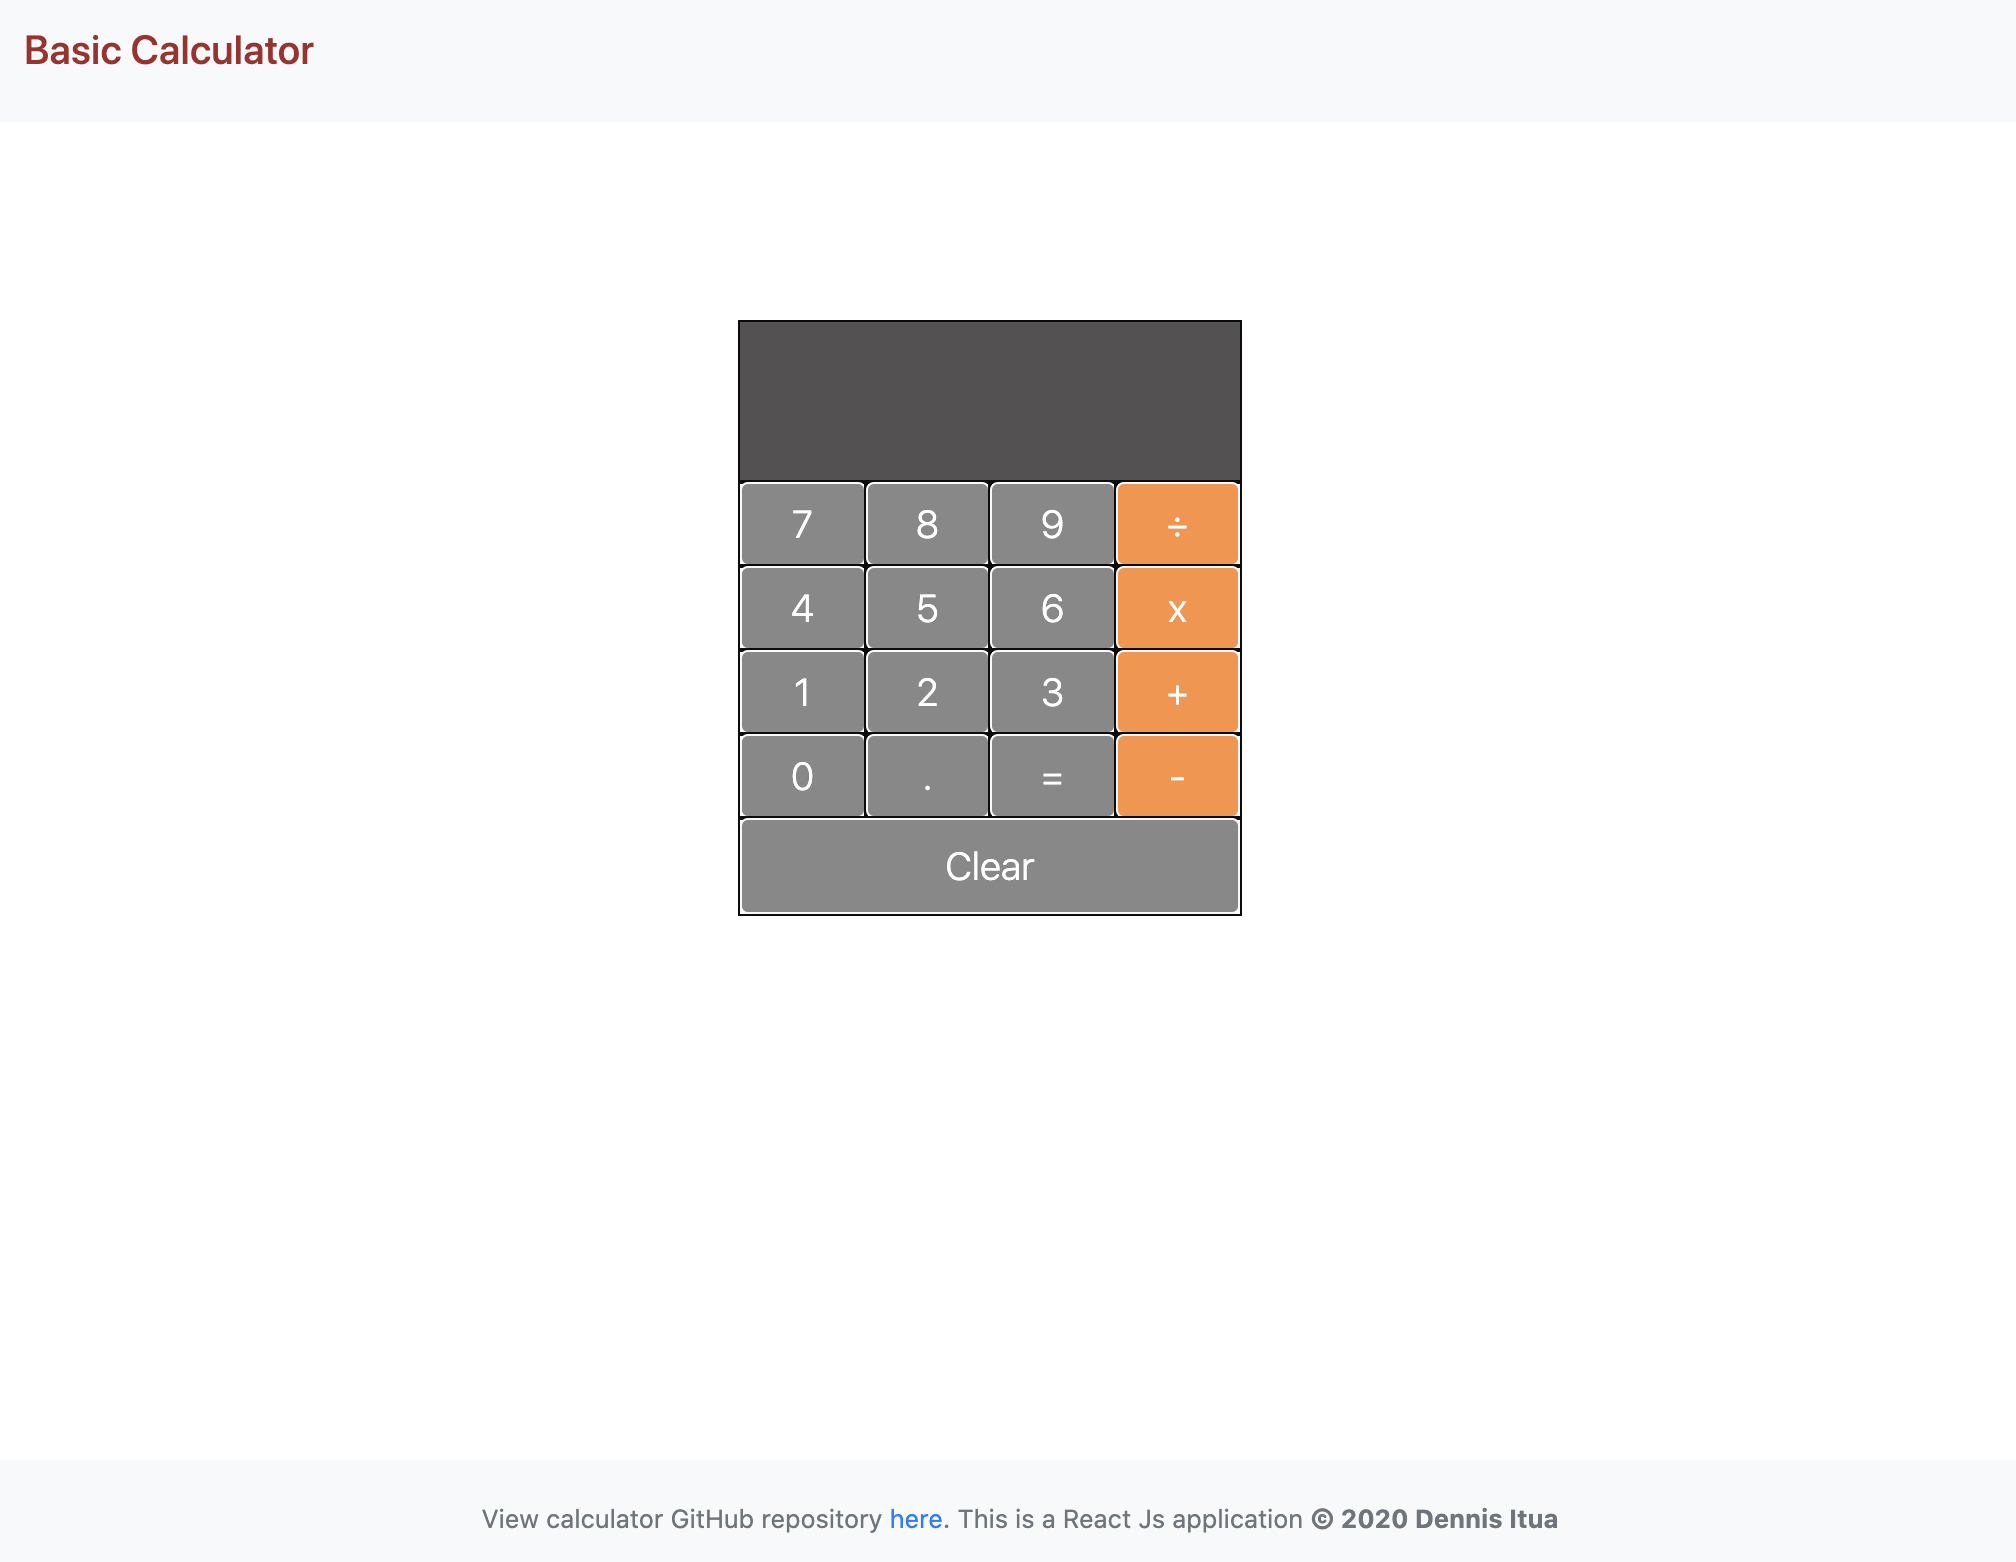 Basic Calculator
7 8 9 ÷
4 5 6 x
1 2 3 +
0 . = -
Clear
View calculator GitHub repository here. This is a React Js application © 2020 Dennis Itua